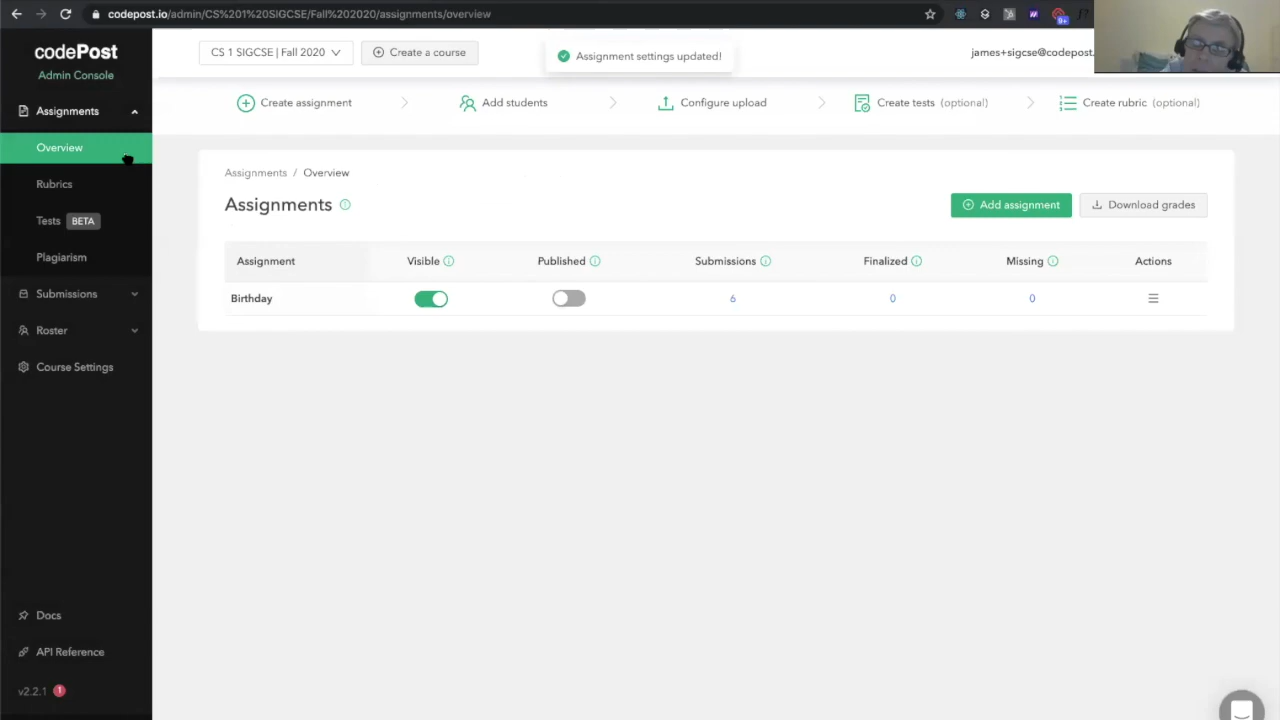 codepost.io/admin/CS%201%20SIGCSE/Fall%202020/assignments/overview
9+
codePost
Admin Console
Assignments
Overview
Rubrics
Tests BETA
Plagiarism
Submissions
Roster
Course Settings
Docs
API Reference
v2.2.1 1
CS 1 SIGCSE | Fall 2020
Create a course
Assignment settings updated!
james+sigcse@codepost.
Create assignment
Add students
Configure upload
Create tests (optional)
Create rubric (optional)
Assignments / Overview
Assignments
Add assignment
Download grades
Assignment Visible Published Submissions Finalized Missing Actions
Birthday 6 0 0